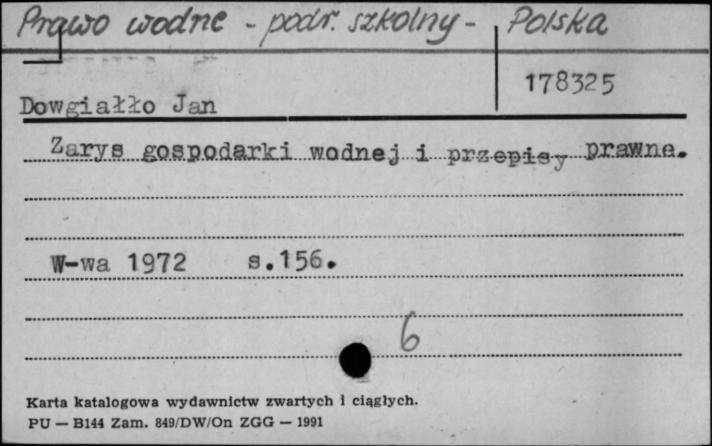 Prawo wodne - podr. szkolny - Polska
178325
Dowgiałło Jan
Zarys gospodarki wodnej i przepisy prawne.
W-wa 1972 s.156.
6
Karta katalogowa wydawnictw zwartych i ciągłych.
PU — B144 Zam. 849/DW/On ZGG — 1991